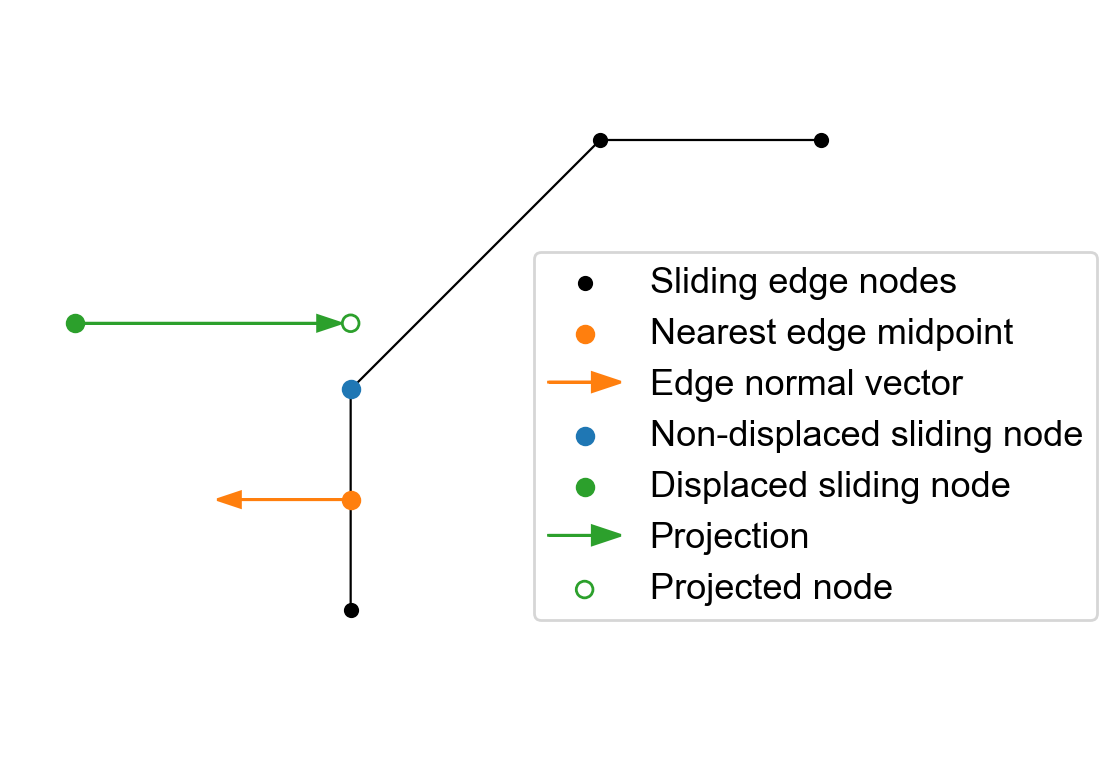 Sliding edge nodes
Nearest edge midpoint
Edge normal vector
Non-displaced sliding node
Displaced sliding node
Projection
Projected node